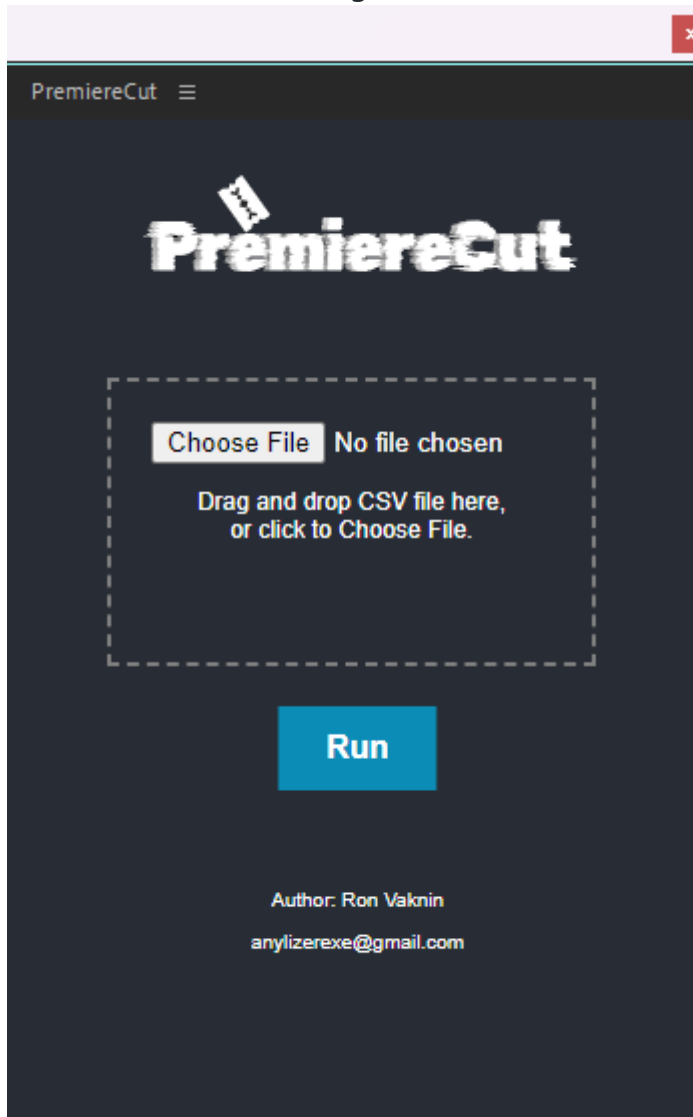 x
PremiereCut ☰
PremiereCut
Choose File No file chosen
Drag and drop CSV file here,
or click to Choose File.
Run
Author: Ron Vaknin
anylizerexe@gmail.com